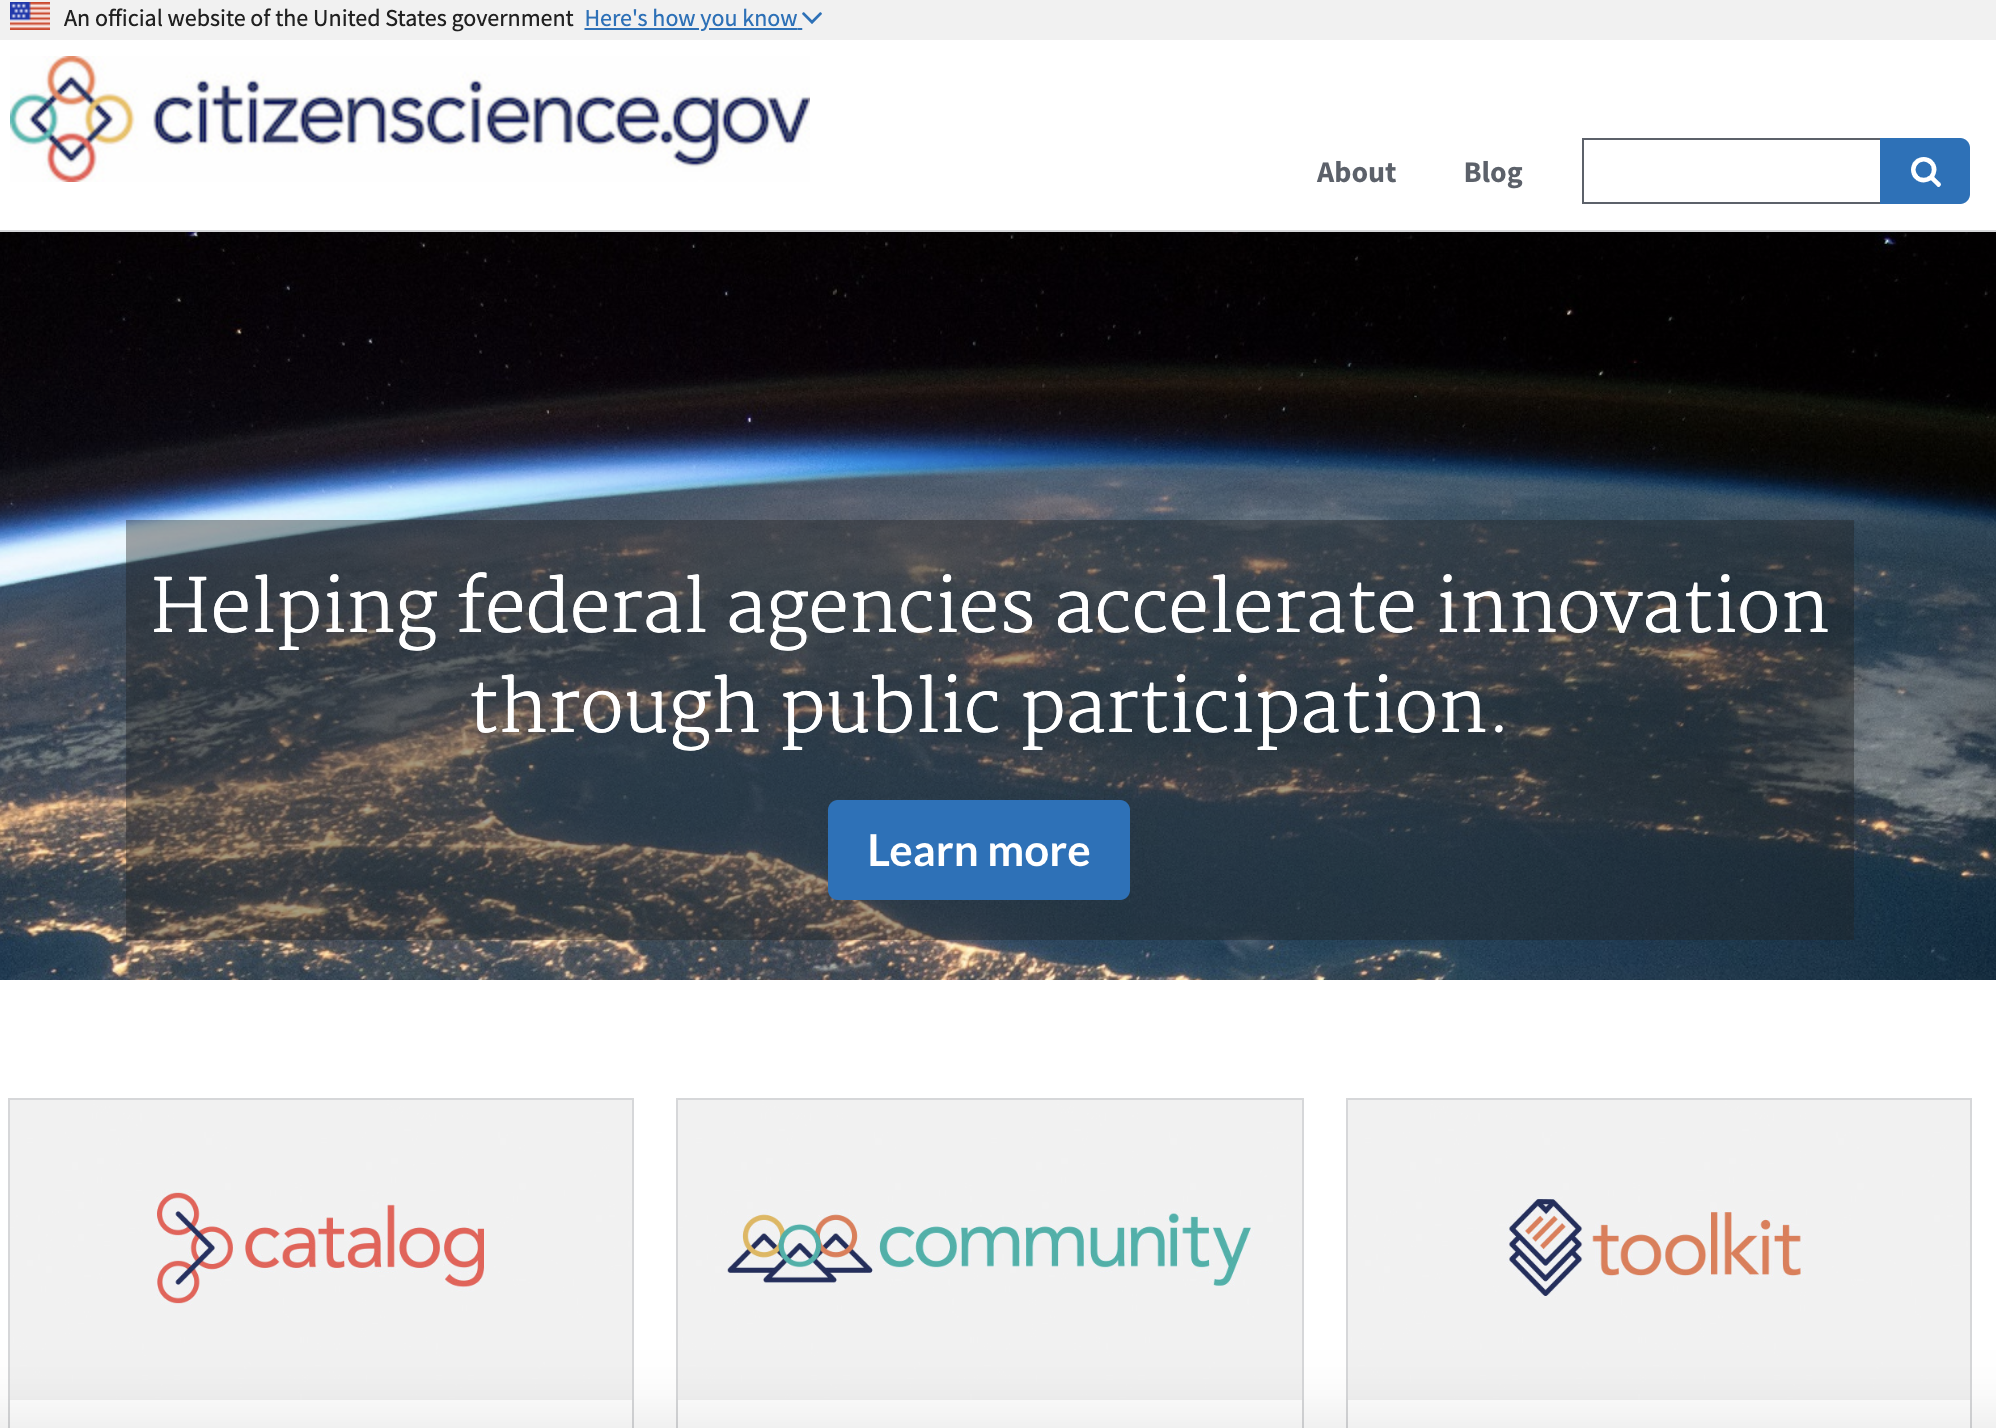 An official website of the United States government Here's how you know
citizenscience.gov
About Blog
Helping federal agencies accelerate innovation
through public participation.
Learn more
catalog
community
toolkit